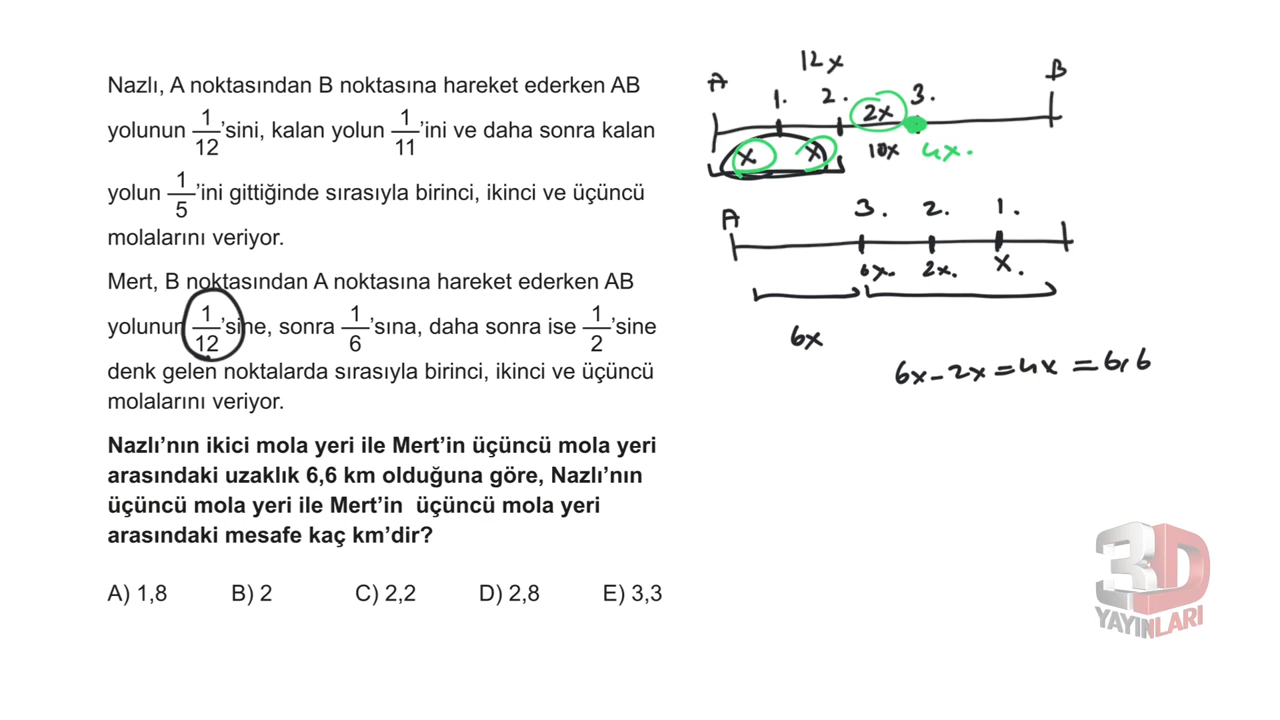 Nazlı, A noktasından B noktasına hareket ederken AB
yolunun 1/12'sini, kalan yolun 1/11'ini ve daha sonra kalan
yolun 1/5'ini gittiğinde sırasıyla birinci, ikinci ve üçüncü
molalarını veriyor.
Mert, B noktasından A noktasına hareket ederken AB
yolunun 1/12'sine, sonra 1/6'sına, daha sonra ise 1/2'sine
denk gelen noktalarda sırasıyla birinci, ikinci ve üçüncü
molalarını veriyor.
Nazlı'nın ikici mola yeri ile Mert'in üçüncü mola yeri
arasındaki uzaklık 6,6 km olduğuna göre, Nazlı'nın
üçüncü mola yeri ile Mert'in üçüncü mola yeri
arasındaki mesafe kaç km'dir?
A) 1,8 B) 2 C) 2,2 D) 2,8 E) 3,3
12x
A 1. 2. 2x 3. B
x x 10x 4x.
A 3. 2. 1.
6x. 2x. x.
6x
6x - 2x = 4x = 6,6
3D
YAYINLARI